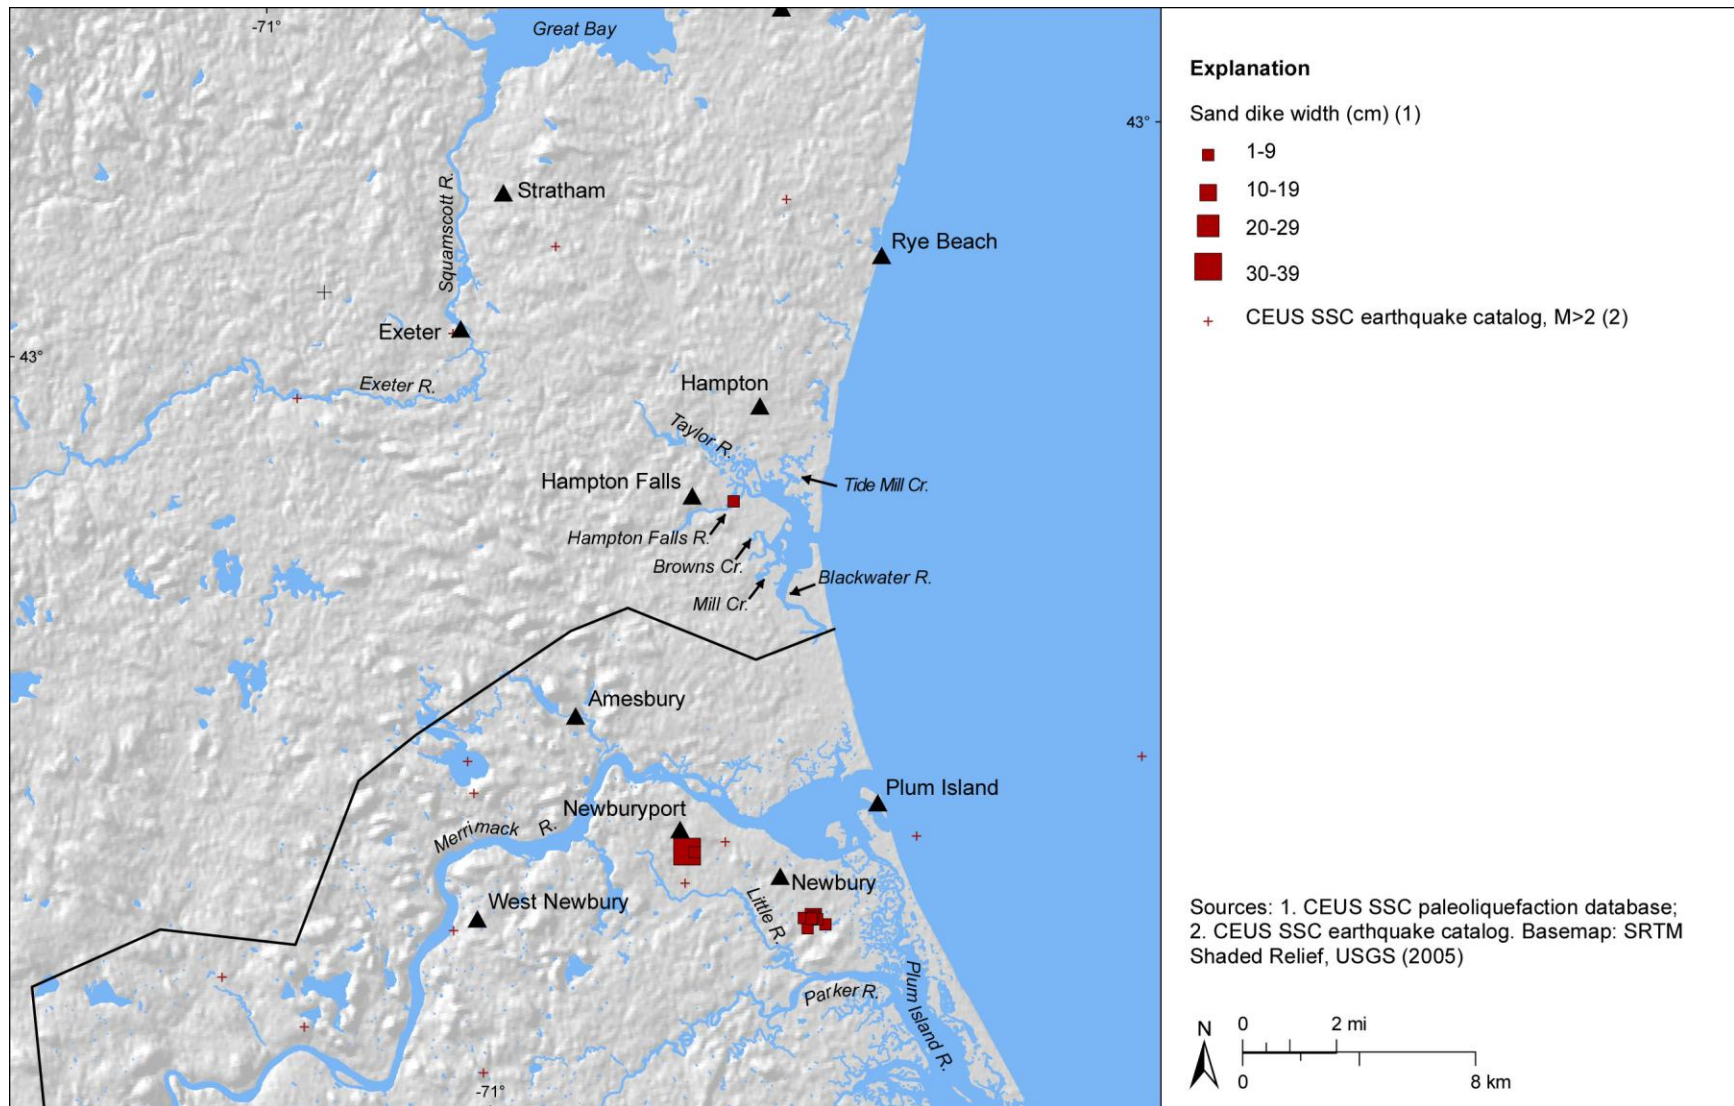 -71°
Great Bay
43°
Squamscott R.
Stratham
Rye Beach
Exeter
43°
Exeter R.
Hampton
Taylor R.
Hampton Falls
Tide Mill Cr.
Hampton Falls R.
Browns Cr.
Mill Cr.
Blackwater R.
Amesbury
Plum Island
Newburyport
Merrimack R.
West Newbury
Newbury
Little R.
Parker R.
Plum Island R.
-71°
Explanation
Sand dike width (cm) (1)
1-9
10-19
20-29
30-39
CEUS SSC earthquake catalog, M>2 (2)
Sources: 1. CEUS SSC paleoliquefaction database;
2. CEUS SSC earthquake catalog. Basemap: SRTM
Shaded Relief, USGS (2005)
N
0 2 mi
0 8 km